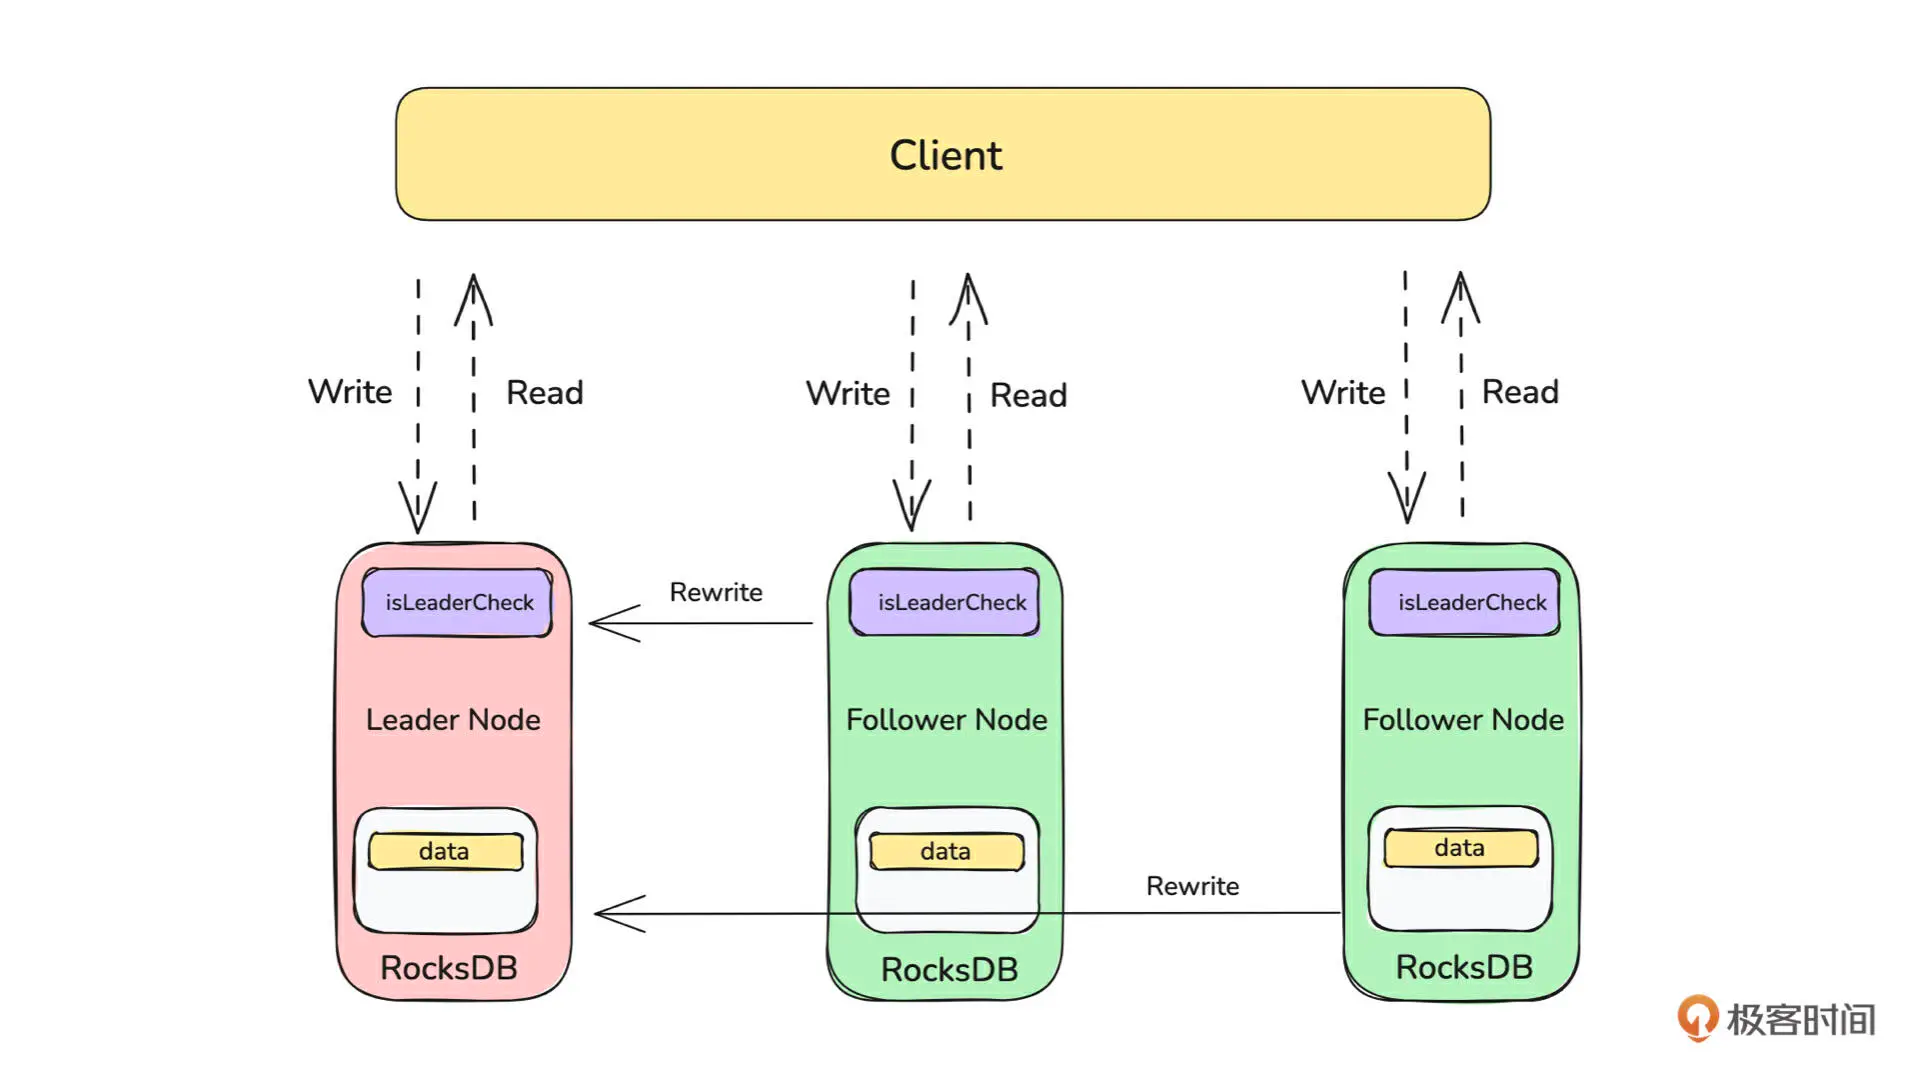 Client
Write
Read
Write
Read
Write
Read
isLeaderCheck
Rewrite
isLeaderCheck
isLeaderCheck
Leader Node
Follower Node
Follower Node
data
data
data
Rewrite
RocksDB
RocksDB
RocksDB
极客时间